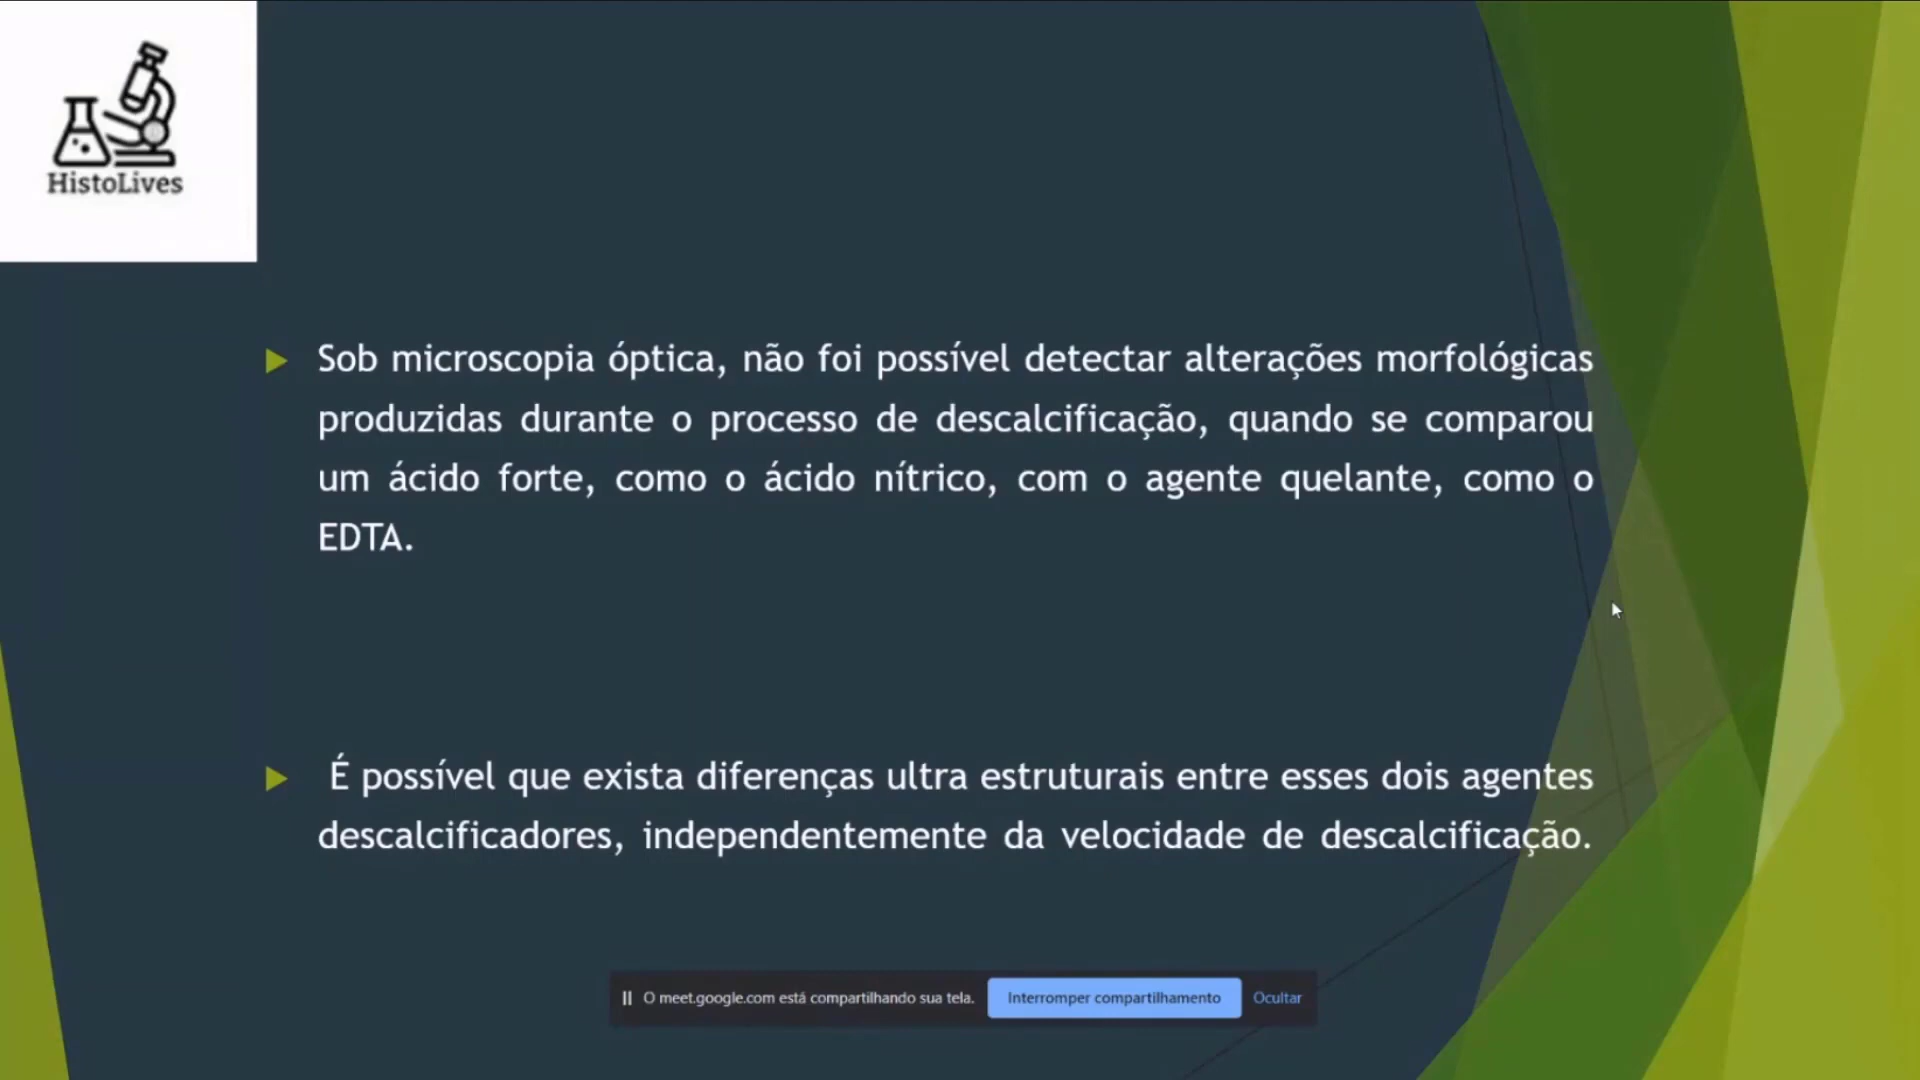 HistoLives
Sob microscopia óptica, não foi possível detectar alterações morfológicas
produzidas durante o processo de descalcificação, quando se comparou
um ácido forte, como o ácido nítrico, com o agente quelante, como o
EDTA.
É possível que exista diferenças ultra estruturais entre esses dois agentes
descalcificadores, independentemente da velocidade de descalcificação.
O meet.google.com está compartilhando sua tela. Interromper compartilhamento Ocultar